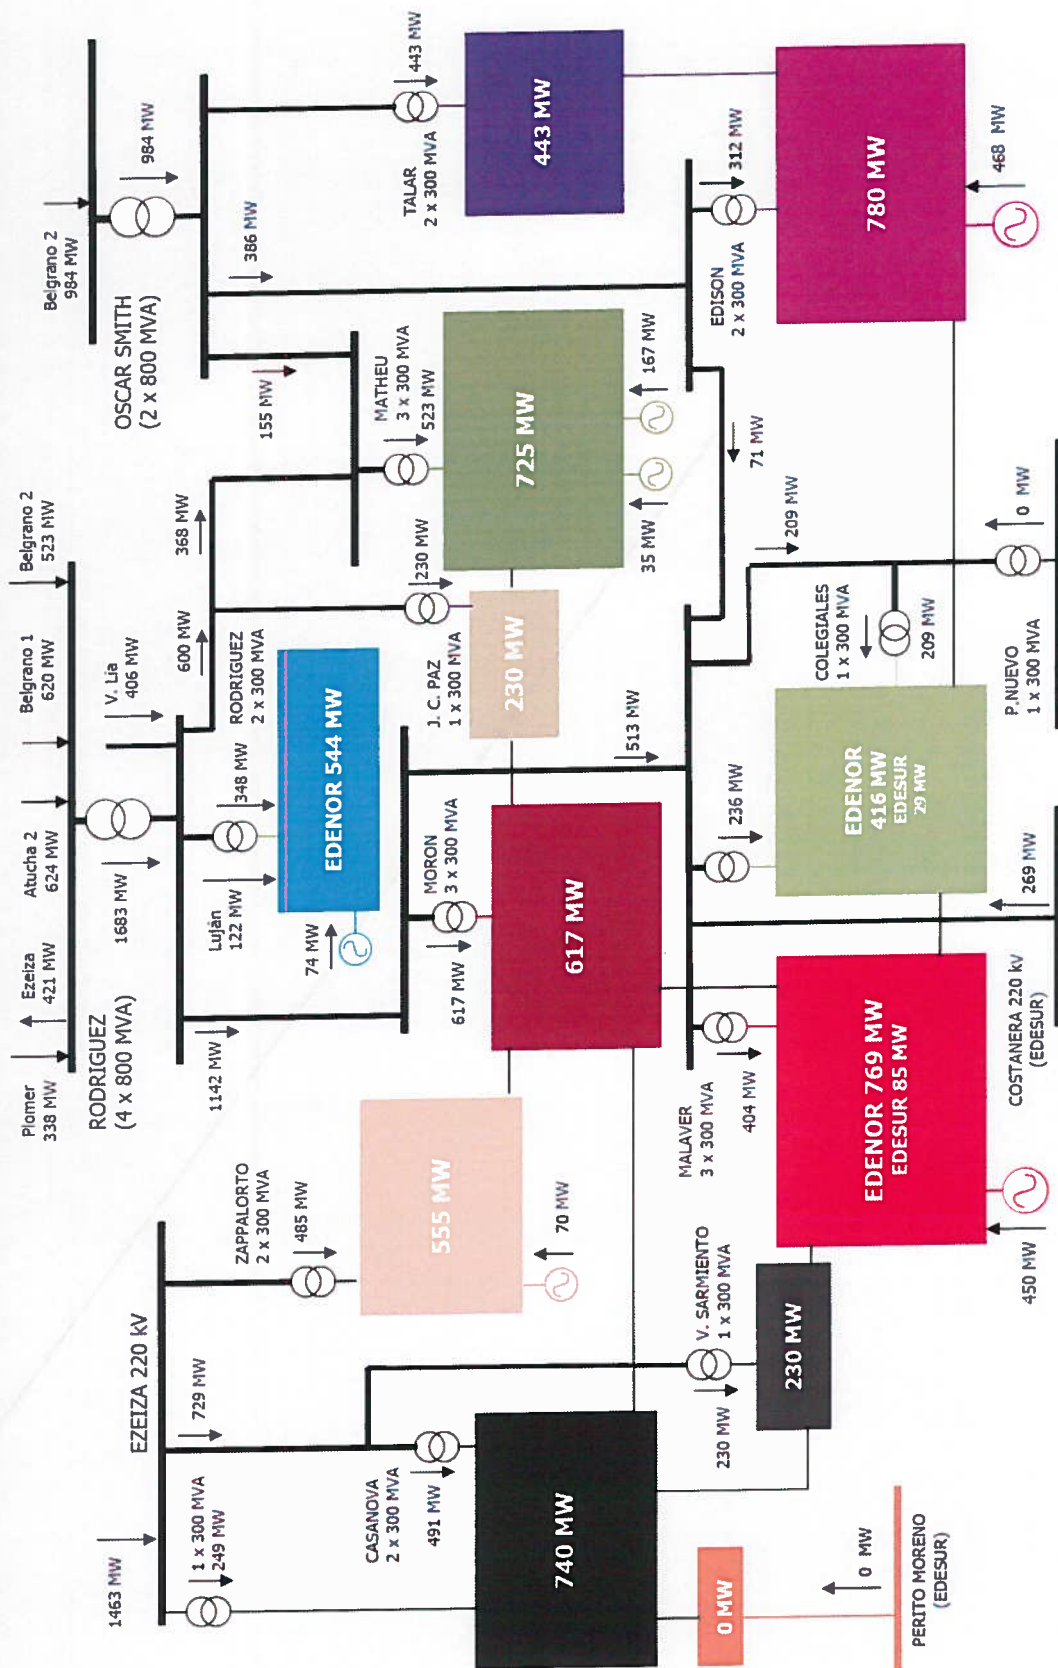 1463 MW
EZEIZA 220 kV
1 x 300 MVA
249 MW
729 MW
CASANOVA
2 x 300 MVA
491 MW
740 MW
0 MW
0 MW
PERITO MORENO
(EDESUR)
ZAPPALORTO
2 x 300 MVA
485 MW
555 MW
70 MW
V. SARMIENTO
1 x 300 MVA
230 MW
230 MW
Plomer
338 MW
Ezeiza
421 MW
Atucha 2
624 MW
Belgrano 1
620 MW
Belgrano 2
523 MW
RODRIGUEZ
(4 x 800 MVA)
1683 MW
V. Lia
406 MW
1142 MW
Luján
122 MW
348 MW
RODRIGUEZ
2 x 300 MVA
600 MW
368 MW
74 MW
EDENOR 544 MW
230 MW
J. C. PAZ
1 x 300 MVA
230 MW
MORON
3 x 300 MVA
617 MW
617 MW
513 MW
MALAVER
3 x 300 MVA
404 MW
236 MW
EDENOR 769 MW
EDESUR 85 MW
450 MW
COSTANERA 220 kV
(EDESUR)
269 MW
EDENOR
416 MW
EDESUR
29 MW
COLEGIALES
1 x 300 MVA
209 MW
209 MW
P.NUEVO
1 x 300 MVA
0 MW
71 MW
Belgrano 2
984 MW
OSCAR SMITH
(2 x 800 MVA)
984 MW
155 MW
386 MW
MATHEU
3 x 300 MVA
523 MW
725 MW
35 MW
167 MW
TALAR
2 x 300 MVA
443 MW
443 MW
EDISON
2 x 300 MVA
312 MW
780 MW
468 MW